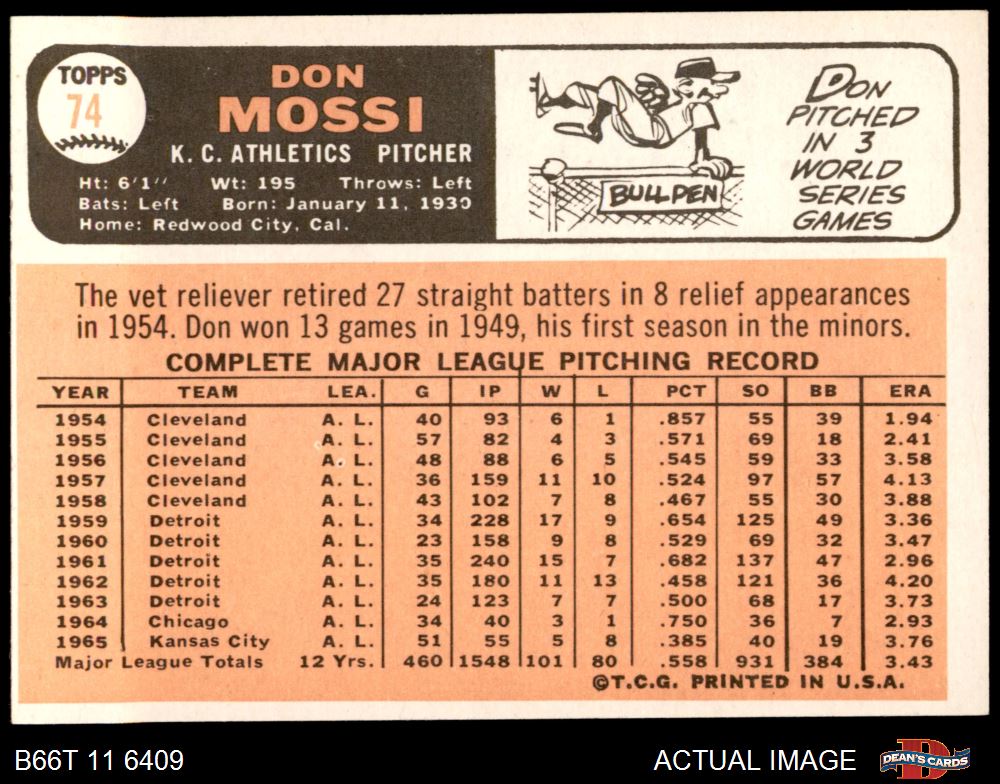 TOPPS
74
DON
MOSSI
K. C. ATHLETICS PITCHER
Ht: 6'1" Wt: 195 Throws: Left
Bats: Left Born: January 11, 1930
Home: Redwood City, Cal.
BULLPEN
DON
PITCHED
IN 3
WORLD
SERIES
GAMES
The vet reliever retired 27 straight batters in 8 relief appearances
in 1954. Don won 13 games in 1949, his first season in the minors.
COMPLETE MAJOR LEAGUE PITCHING RECORD
YEAR TEAM LEA. G IP W L PCT SO BB ERA
1954 Cleveland A. L. 40 93 6 1 .857 55 39 1.94
1955 Cleveland A. L. 57 82 4 3 .571 69 18 2.41
1956 Cleveland A. L. 48 88 6 5 .545 59 33 3.58
1957 Cleveland A. L. 36 159 11 10 .524 97 57 4.13
1958 Cleveland A. L. 43 102 7 8 .467 55 30 3.88
1959 Detroit A. L. 34 228 17 9 .654 125 49 3.36
1960 Detroit A. L. 23 158 9 8 .529 69 32 3.47
1961 Detroit A. L. 35 240 15 7 .682 137 47 2.96
1962 Detroit A. L. 35 180 11 13 .458 121 36 4.20
1963 Detroit A. L. 24 123 7 7 .500 68 17 3.73
1964 Chicago A. L. 34 40 3 1 .750 36 7 2.93
1965 Kansas City A. L. 51 55 5 8 .385 40 19 3.76
Major League Totals 12 Yrs. 460 1548 101 80 .558 931 384 3.43
©T.C.G. PRINTED IN U.S.A.
B66T 11 6409 ACTUAL IMAGE
D
DEAN'S CARDS